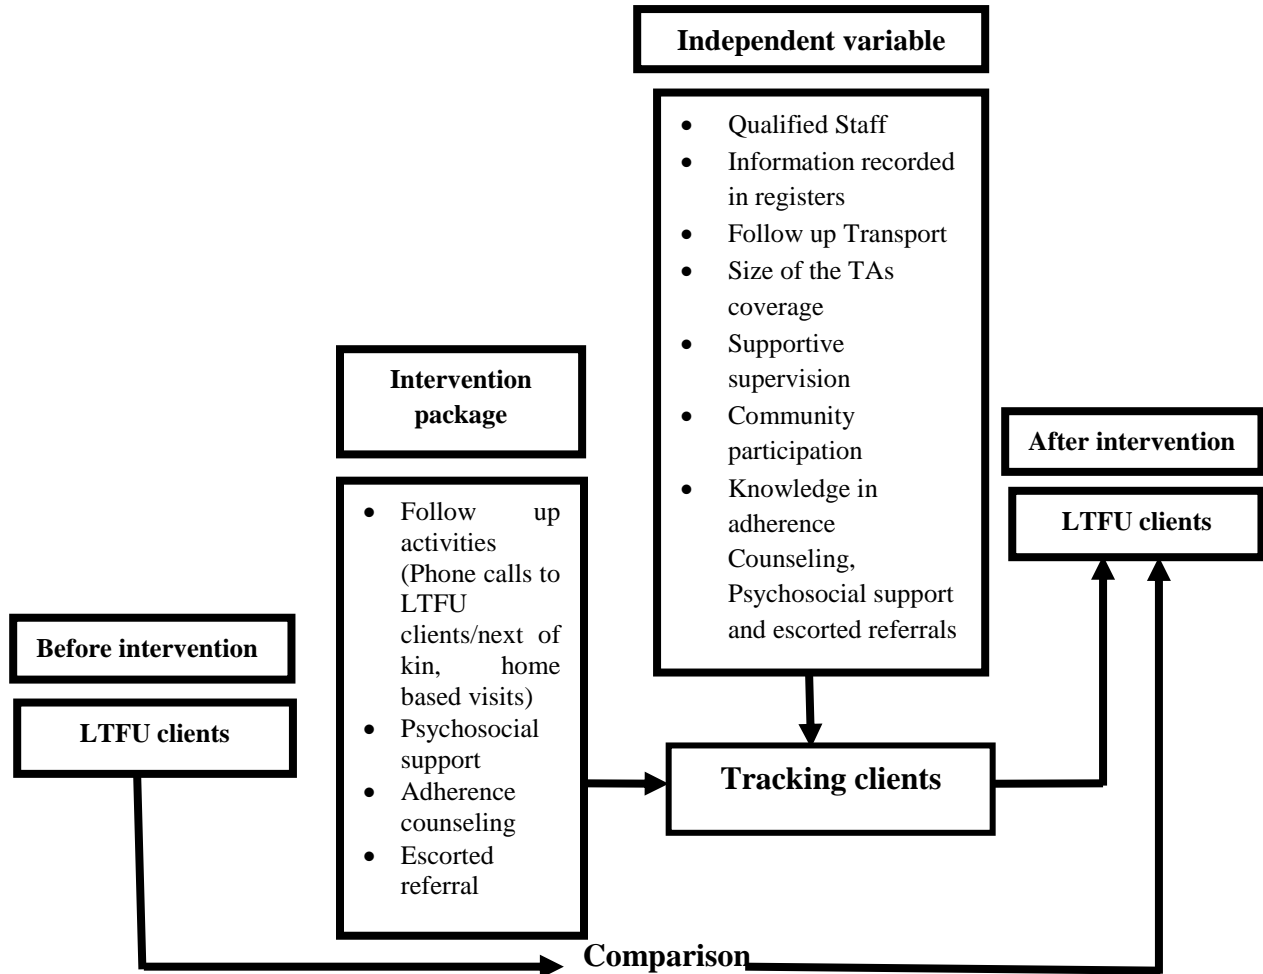 Independent variable
• Qualified Staff
• Information recorded
in registers
• Follow up Transport
• Size of the TAs
coverage
• Supportive
supervision
• Community
participation
• Knowledge in
adherence
Counseling,
Psychosocial support
and escorted referrals
Intervention
package
• Follow up
activities
(Phone calls to
LTFU
clients/next of
kin, home
based visits)
• Psychosocial
support
• Adherence
counseling
• Escorted
referral
Before intervention
LTFU clients
Tracking clients
After intervention
LTFU clients
Comparison